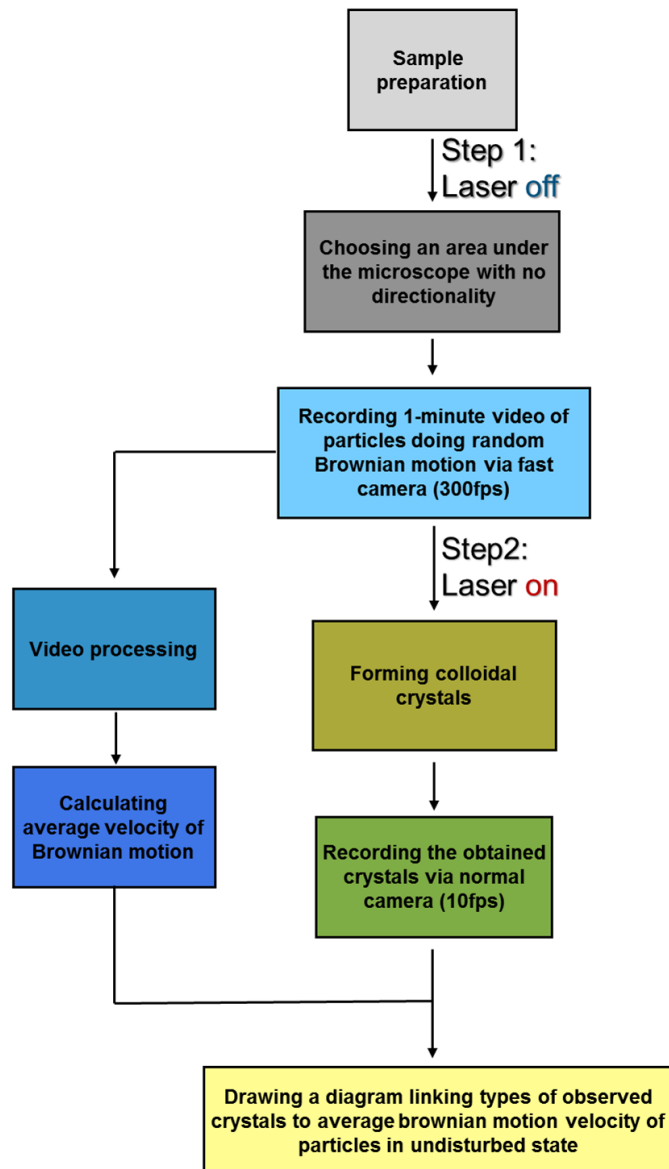 Sample
preparation
Step 1:
Laser off
Choosing an area under
the microscope with no
directionality
Recording 1-minute video of
particles doing random
Brownian motion via fast
camera (300fps)
Step2:
Laser on
Video processing
Forming colloidal
crystals
Calculating
average velocity of
Brownian motion
Recording the obtained
crystals via normal
camera (10fps)
Drawing a diagram linking types of observed
crystals to average brownian motion velocity of
particles in undisturbed state